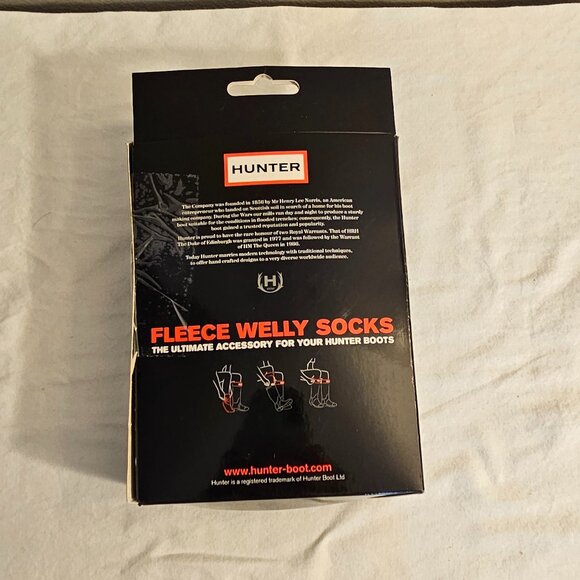 HUNTER
The Company was founded in 1856 by Mr Henry Lee Norris, an American
entrepreneur who landed on Scottish soil in search of a home for his boot
making company. During the Wars our mills ran day and night to produce a sturdy
boot suitable for the conditions in flooded trenches; consequently, the Hunter
boot gained a trusted reputation and popularity.
Hunter is proud to have the rare honour of two Royal Warrants. That of HRH
The Duke of Edinburgh was granted in 1977 and was followed by the Warrant
of HM The Queen in 1986.
Today Hunter marries modern technology with traditional techniques,
to offer hand crafted designs to a very diverse worldwide audience.
H
FLEECE WELLY SOCKS
THE ULTIMATE ACCESSORY FOR YOUR HUNTER BOOTS
www.hunter-boot.com
Hunter is a registered trademark of Hunter Boot Ltd